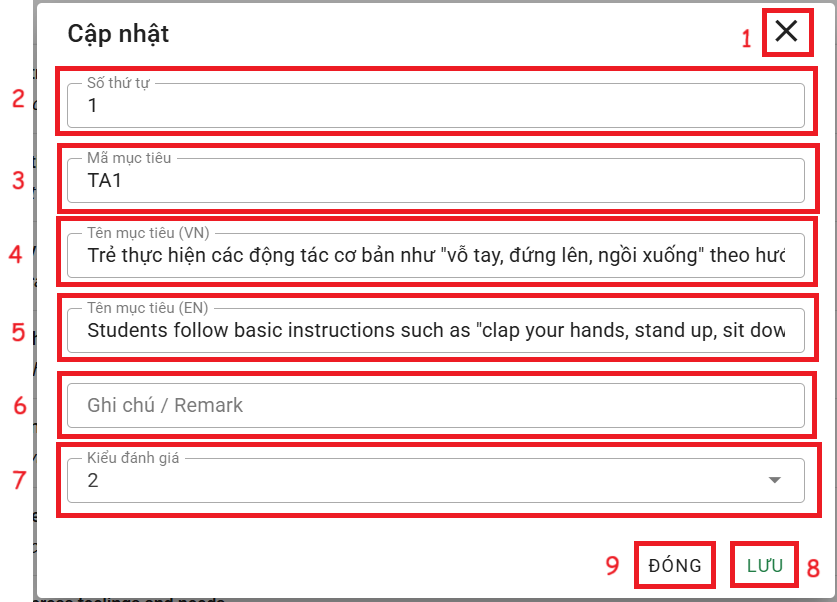 Cập nhật
1
2
Số thứ tự
1
3
Mã mục tiêu
TA1
4
Tên mục tiêu (VN)
Trẻ thực hiện các động tác cơ bản như "vỗ tay, đứng lên, ngồi xuống" theo hướ
5
Tên mục tiêu (EN)
Students follow basic instructions such as "clap your hands, stand up, sit dow
6
Ghi chú / Remark
7
Kiểu đánh giá
2
9
ĐÓNG
LƯU
8